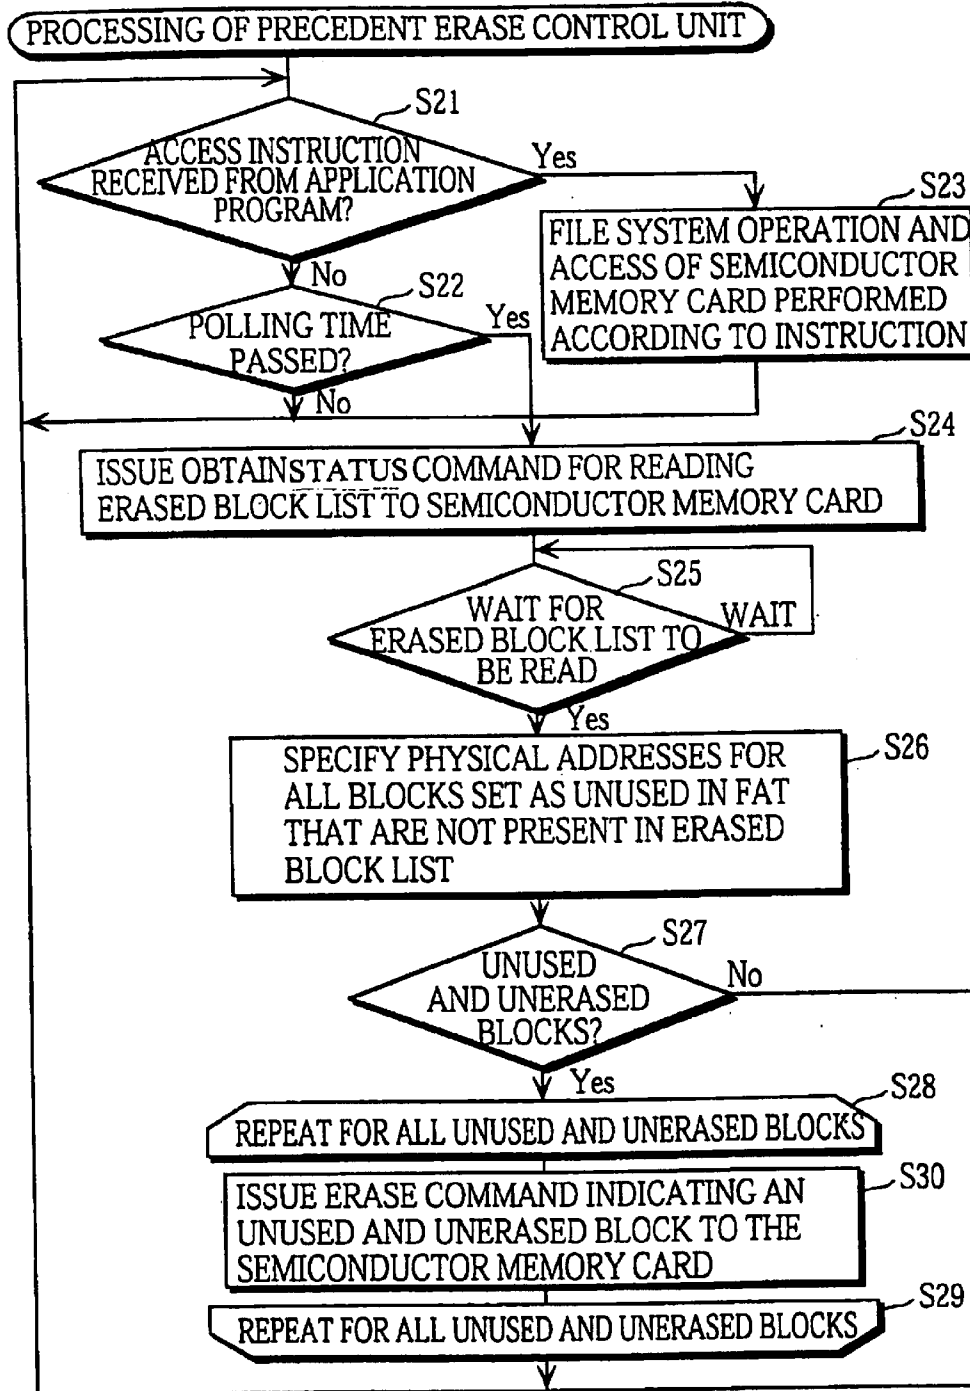 PROCESSING OF PRECEDENT ERASE CONTROL UNIT
S21
ACCESS INSTRUCTION
RECEIVED FROM APPLICATION
PROGRAM?
Yes
No
S23
FILE SYSTEM OPERATION AND
ACCESS OF SEMICONDUCTOR
MEMORY CARD PERFORMED
ACCORDING TO INSTRUCTION
S22
POLLING TIME
PASSED?
Yes
No
S24
ISSUE OBTAIN STATUS COMMAND FOR READING
ERASED BLOCK LIST TO SEMICONDUCTOR MEMORY CARD
S25
WAIT FOR
ERASED BLOCK LIST TO
BE READ
WAIT
Yes
S26
SPECIFY PHYSICAL ADDRESSES FOR
ALL BLOCKS SET AS UNUSED IN FAT
THAT ARE NOT PRESENT IN ERASED
BLOCK LIST
S27
UNUSED
AND UNERASED
BLOCKS?
No
Yes
S28
REPEAT FOR ALL UNUSED AND UNERASED BLOCKS
S30
ISSUE ERASE COMMAND INDICATING AN
UNUSED AND UNERASED BLOCK TO THE
SEMICONDUCTOR MEMORY CARD
S29
REPEAT FOR ALL UNUSED AND UNERASED BLOCKS